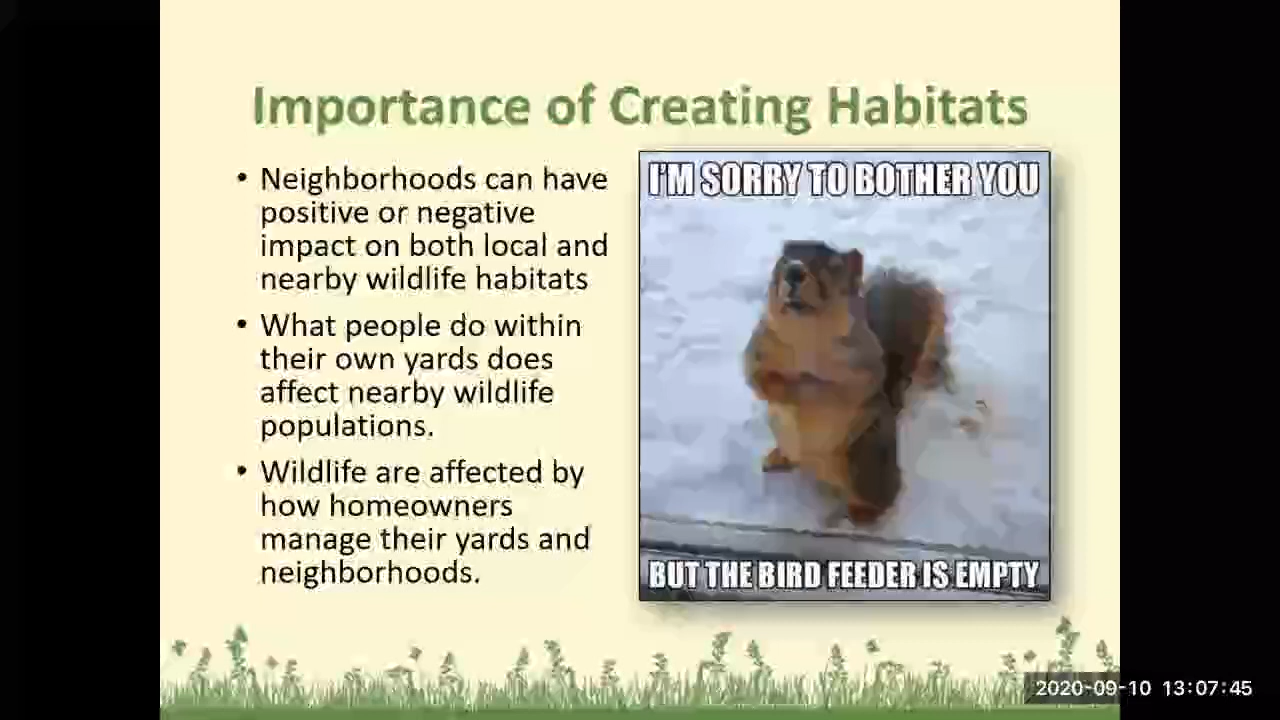 Importance of Creating Habitats
• Neighborhoods can have
positive or negative
impact on both local and
nearby wildlife habitats
• What people do within
their own yards does
affect nearby wildlife
populations.
• Wildlife are affected by
how homeowners
manage their yards and
neighborhoods.
I'M SORRY TO BOTHER YOU
BUT THE BIRD FEEDER IS EMPTY
2020-09-10 13:07:45